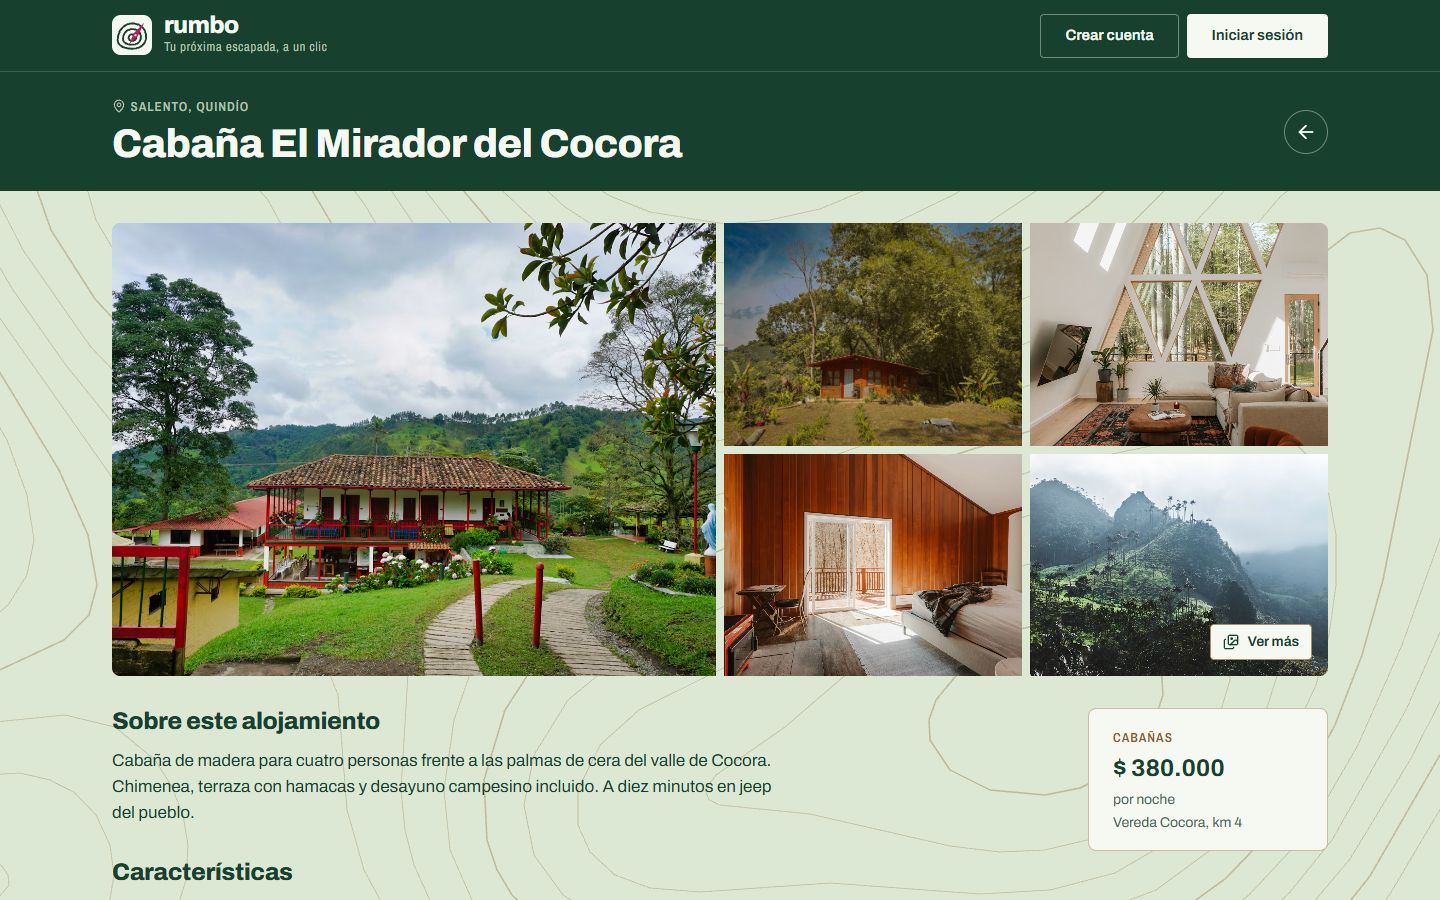 rumbo
Tu próxima escapada, a un clic
Crear cuenta
Iniciar sesión
SALENTO, QUINDÍO
Cabaña El Mirador del Cocora
Ver más
Sobre este alojamiento
Cabaña de madera para cuatro personas frente a las palmas de cera del valle de Cocora.
Chimenea, terraza con hamacas y desayuno campesino incluido. A diez minutos en jeep
del pueblo.
CABAÑAS
$ 380.000
por noche
Vereda Cocora, km 4
Características